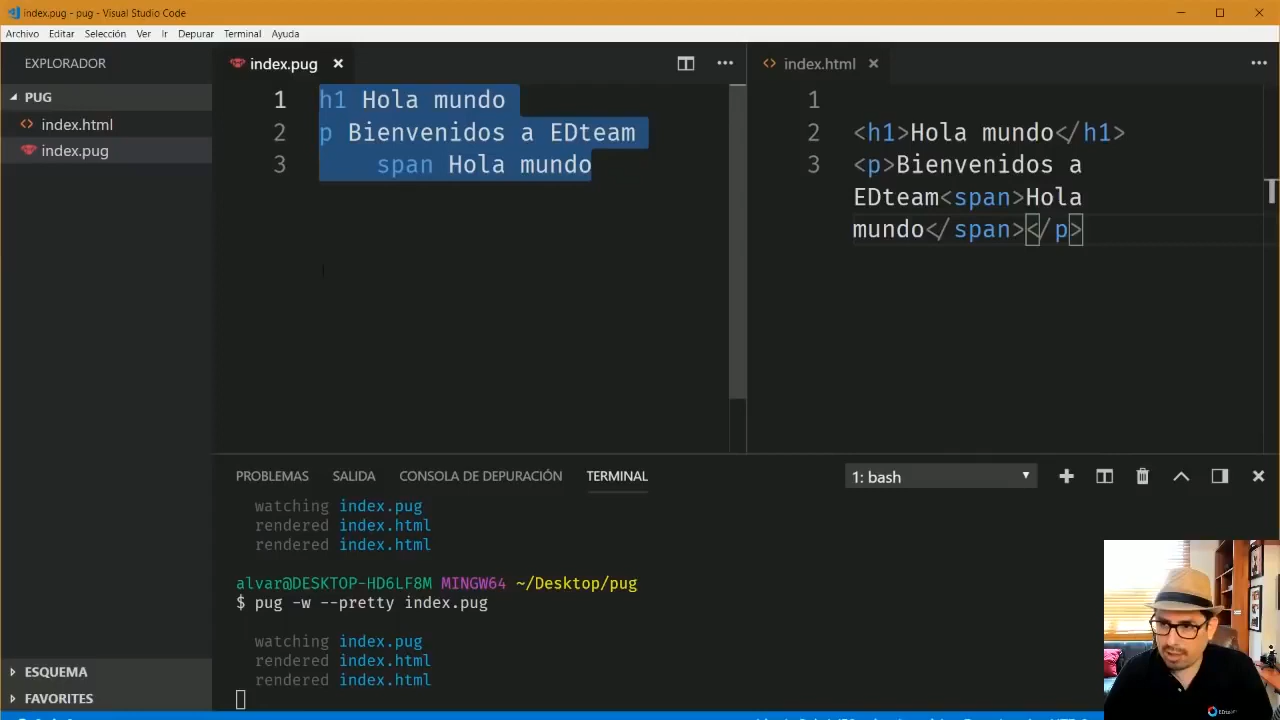 index.pug - pug - Visual Studio Code
Archivo Editar Selección Ver Ir Depurar Terminal Ayuda
EXPLORADOR
PUG
index.html
index.pug
ESQUEMA
FAVORITES
index.pug
1 h1 Hola mundo
2 p Bienvenidos a EDteam
3 span Hola mundo
index.html
1
2 <h1>Hola mundo</h1>
3 <p>Bienvenidos a
EDteam<span>Hola
mundo</span></p>
PROBLEMAS SALIDA CONSOLA DE DEPURACIÓN TERMINAL 1: bash
watching index.pug
rendered index.html
rendered index.html
alvar@DESKTOP-HD6LF8M MINGW64 ~/Desktop/pug
$ pug -w --pretty index.pug
watching index.pug
rendered index.html
rendered index.html